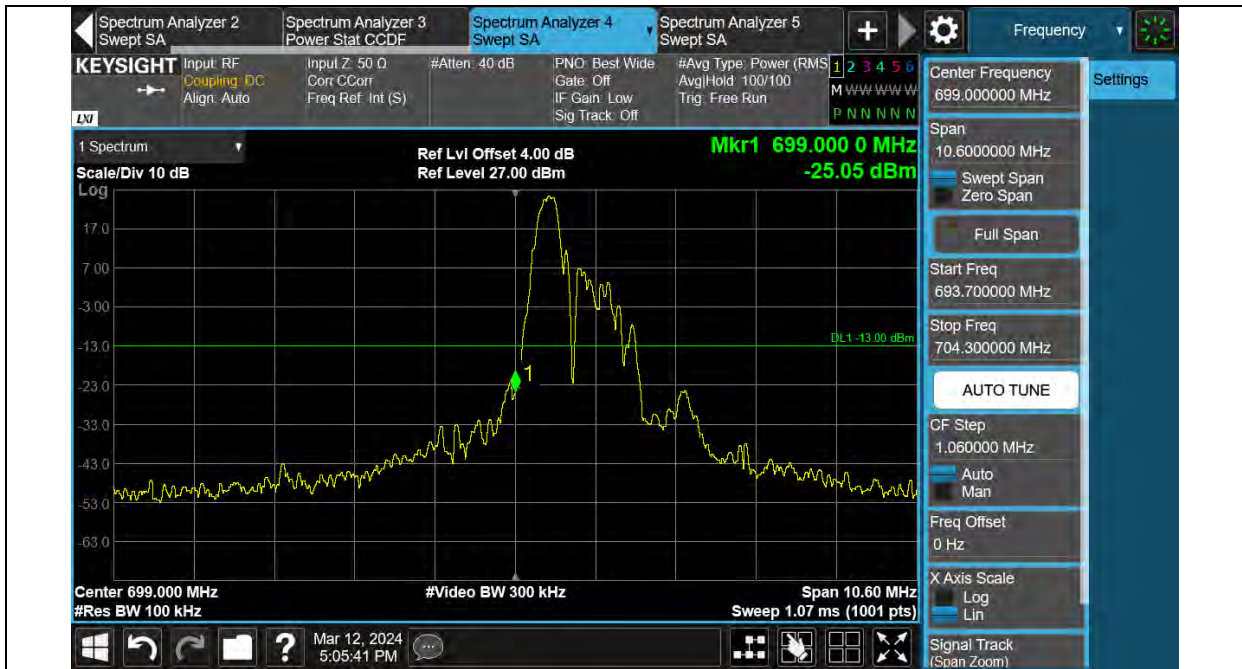 Spectrum Analyzer 2
Swept SA
Spectrum Analyzer 3
Power Stat CCDF
Spectrum Analyzer 4
Swept SA
Spectrum Analyzer 5
Swept SA
+
Frequency
KEYSIGHT
LXI
Input: RF
Coupling: DC
Align: Auto
Input Z: 50 Ω
Corr CCorr
Freq Ref: Int (S)
#Atten: 40 dB
PNO: Best Wide
Gate: Off
IF Gain: Low
Sig Track: Off
#Avg Type: Power (RMS
Avg|Hold: 100/100
Trig: Free Run
1 2 3 4 5 6
M W W W W W
P N N N N N
1 Spectrum
Scale/Div 10 dB
Ref Lvl Offset 4.00 dB
Ref Level 27.00 dBm
Mkr1 699.000 0 MHz
-25.05 dBm
Log
17.0
7.00
-3.00
-13.0
-23.0
-33.0
-43.0
-53.0
-63.0
DL1 -13.00 dBm
1
Center 699.000 MHz
#Res BW 100 kHz
#Video BW 300 kHz
Span 10.60 MHz
Sweep 1.07 ms (1001 pts)
Center Frequency
699.000000 MHz
Settings
Span
10.6000000 MHz
Swept Span
Zero Span
Full Span
Start Freq
693.700000 MHz
Stop Freq
704.300000 MHz
AUTO TUNE
CF Step
1.060000 MHz
Auto
Man
Freq Offset
0 Hz
X Axis Scale
Log
Lin
Signal Track
(Span Zoom)
?
Mar 12, 2024
5:05:41 PM